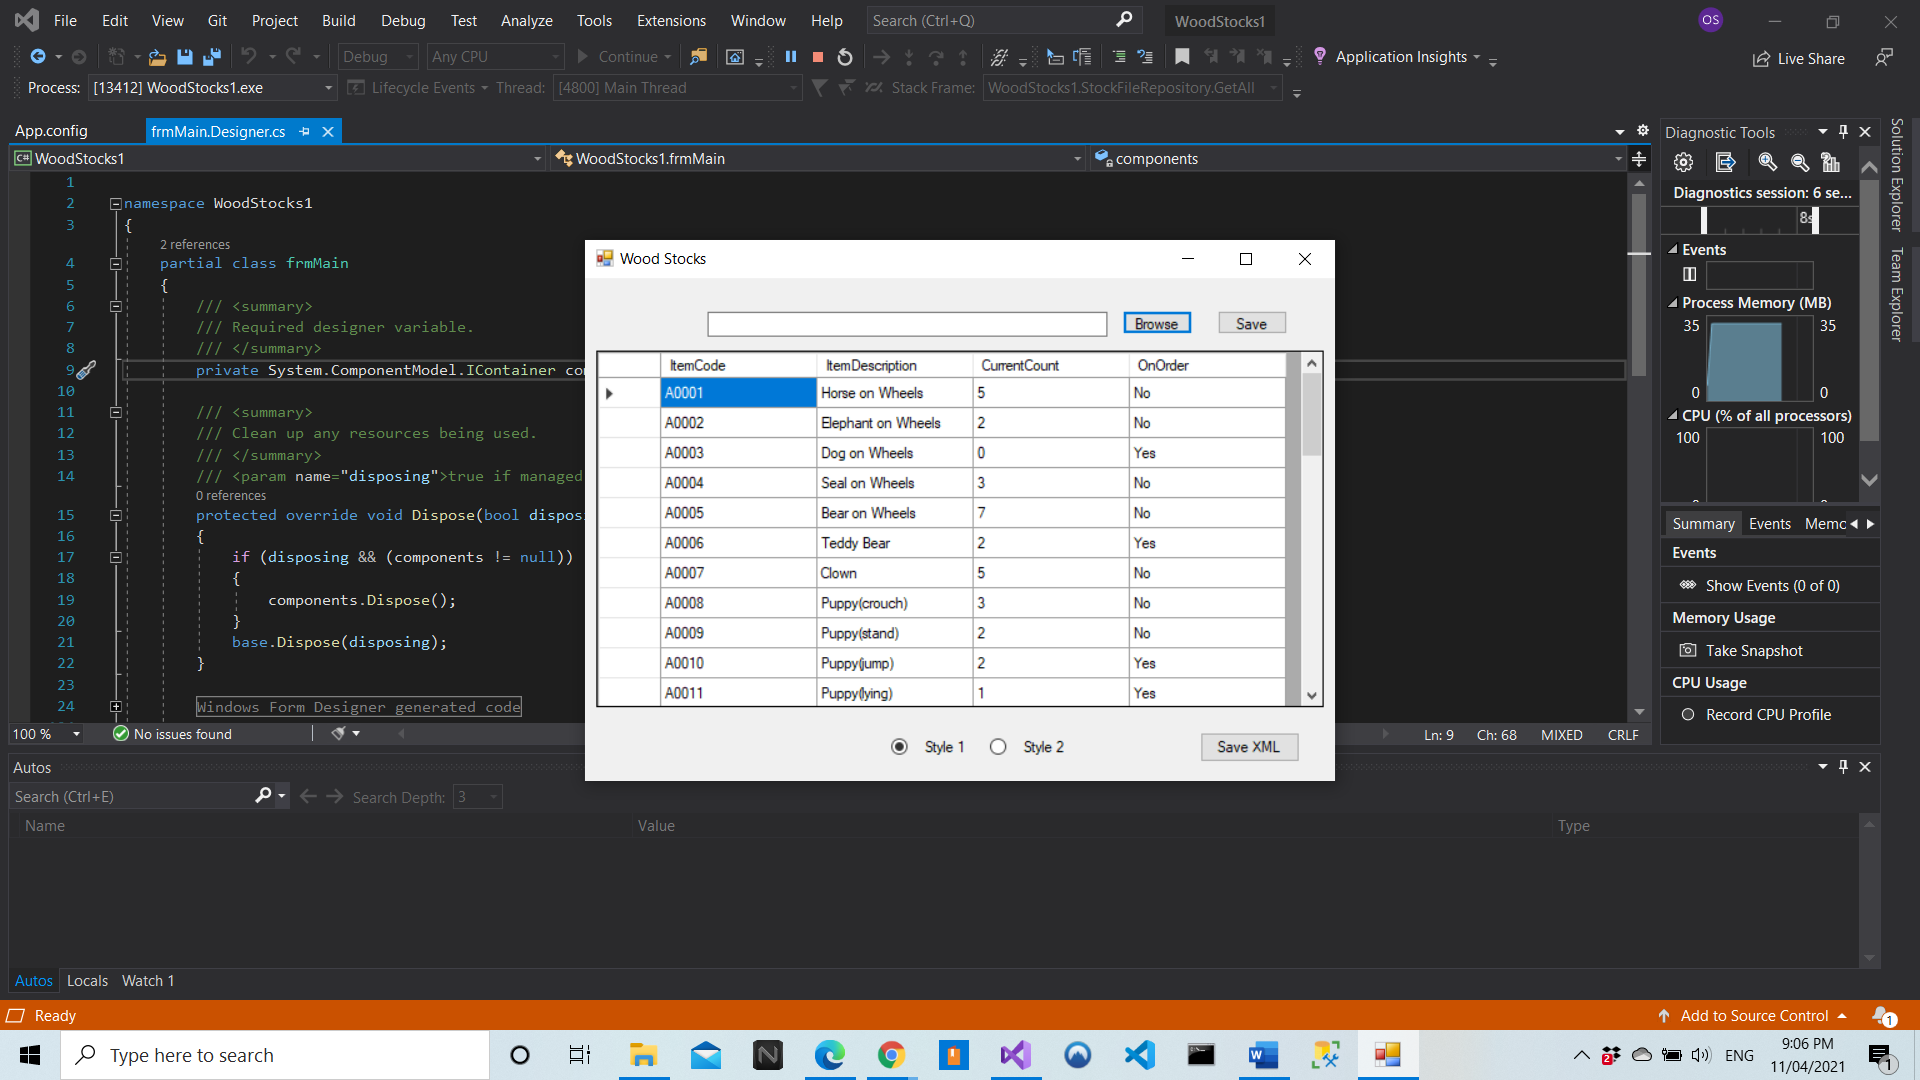 File Edit View Git Project Build Debug Test Analyze Tools Extensions Window Help Search (Ctrl+Q) WoodStocks1 OS
Debug Any CPU Continue Application Insights Live Share
Process: [13412] WoodStocks1.exe Lifecycle Events Thread: [4800] Main Thread Stack Frame: WoodStocks1.StockFileRepository.GetAll
App.config frmMain.Designer.cs
C# WoodStocks1 WoodStocks1.frmMain components
1
2 namespace WoodStocks1
3 {
2 references
4 partial class frmMain
5 {
6 /// <summary>
7 /// Required designer variable.
8 /// </summary>
9 private System.ComponentModel.IContainer co
10
11 /// <summary>
12 /// Clean up any resources being used.
13 /// </summary>
14 /// <param name="disposing">true if managed
0 references
15 protected override void Dispose(bool dispos
16 {
17 if (disposing && (components != null))
18 {
19 components.Dispose();
20 }
21 base.Dispose(disposing);
22 }
23
24 Windows Form Designer generated code
100 % No issues found Ln: 9 Ch: 68 MIXED CRLF
Wood Stocks
Browse Save
ItemCode ItemDescription CurrentCount OnOrder
A0001 Horse on Wheels 5 No
A0002 Elephant on Wheels 2 No
A0003 Dog on Wheels 0 Yes
A0004 Seal on Wheels 3 No
A0005 Bear on Wheels 7 No
A0006 Teddy Bear 2 Yes
A0007 Clown 5 No
A0008 Puppy(crouch) 3 No
A0009 Puppy(stand) 2 No
A0010 Puppy(jump) 2 Yes
A0011 Puppy(lying) 1 Yes
Style 1 Style 2 Save XML
Diagnostic Tools
Diagnostics session: 6 se...
8s
Events
Process Memory (MB)
35 35
0 0
CPU (% of all processors)
100 100
Summary Events Memo
Events
Show Events (0 of 0)
Memory Usage
Take Snapshot
CPU Usage
Record CPU Profile
Solution Explorer
Team Explorer
Autos
Search (Ctrl+E) Search Depth: 3
Name Value Type
Autos Locals Watch 1
Ready Add to Source Control 1
Type here to search 2 ENG 9:06 PM
11/04/2021 1